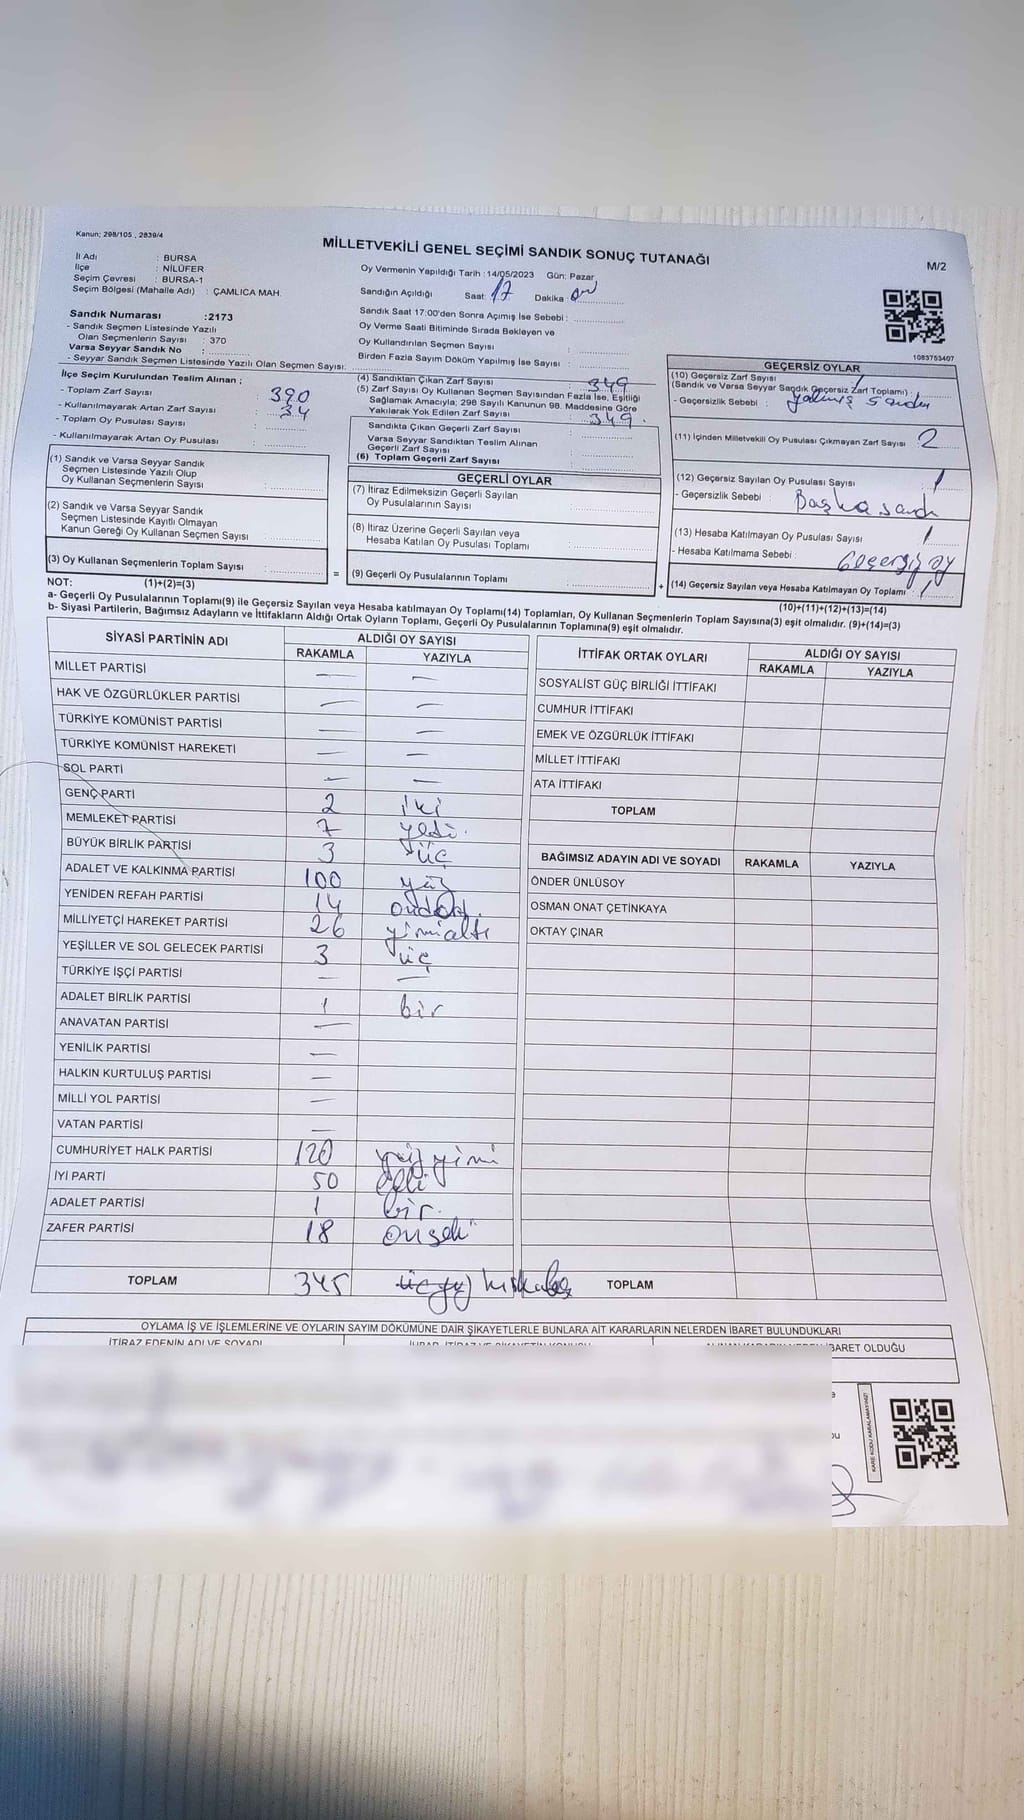 Kanun; 298/105 , 2839/4
MİLLETVEKİLİ GENEL SEÇİMİ SANDIK SONUÇ TUTANAĞI
M/2
İl Adı : BURSA
İlçe : NİLÜFER
Seçim Çevresi : BURSA-1
Seçim Bölgesi (Mahalle Adı) : ÇAMLICA MAH.
Sandık Numarası :2173
- Sandık Seçmen Listesinde Yazılı
Olan Seçmenlerin Sayısı : 370
Varsa Seyyar Sandık No :
- Seyyar Sandık Seçmen Listesinde Yazılı Olan Seçmen Sayısı:
Oy Vermenin Yapıldığı Tarih :14/05/2023 Gün: Pazar
Sandığın Açıldığı Saat: 17 Dakika : on
Sandık Saat 17:00'den Sonra Açımış İse Sebebi :
Oy Verme Saati Bitiminde Sırada Bekleyen ve
Oy Kullandırılan Seçmen Sayısı :
Birden Fazla Sayım Döküm Yapılmış İse Sayısı :
1083753407
İlçe Seçim Kurulundan Teslim Alınan ;
- Toplam Zarf Sayısı : 390
- Kullanılmayarak Artan Zarf Sayısı : 34
- Toplam Oy Pusulası Sayısı :
- Kullanılmayarak Artan Oy Pusulası :
(1) Sandık ve Varsa Seyyar Sandık
Seçmen Listesinde Yazılı Olup
Oy Kullanan Seçmenlerin Sayısı :
(2) Sandık ve Varsa Seyyar Sandık
Seçmen Listesinde Kayıtlı Olmayan
Kanun Gereği Oy Kullanan Seçmen Sayısı :
(3) Oy Kullanan Seçmenlerin Toplam Sayısı :
(1)+(2)=(3)
(4) Sandıktan Çıkan Zarf Sayısı : 349
(5) Zarf Sayısı Oy Kullanan Seçmen Sayısından Fazla İse, Eşitliği
Sağlamak Amacıyla; 298 Sayılı Kanunun 98. Maddesine Göre
Yakılarak Yok Edilen Zarf Sayısı : 349
Sandıkta Çıkan Geçerli Zarf Sayısı :
Varsa Seyyar Sandıktan Teslim Alınan
Geçerli Zarf Sayısı :
(6) Toplam Geçerli Zarf Sayısı :
GEÇERLİ OYLAR
(7) İtiraz Edilmeksizin Geçerli Sayılan
Oy Pusulalarının Sayısı :
(8) İtiraz Üzerine Geçerli Sayılan veya
Hesaba Katılan Oy Pusulası Toplamı :
= (9) Geçerli Oy Pusulalarının Toplamı :
GEÇERSİZ OYLAR
(10) Geçersiz Zarf Sayısı
(Sandık ve Varsa Seyyar Sandık Geçersiz Zarf Toplamı) : 1
- Geçersizlik Sebebi : yanlış sandık
(11) İçinden Milletvekili Oy Pusulası Çıkmayan Zarf Sayısı : 2
(12) Geçersiz Sayılan Oy Pusulası Sayısı : 1
- Geçersizlik Sebebi : Başka sandı
(13) Hesaba Katılmayan Oy Pusulası Sayısı : 1
- Hesaba Katılmama Sebebi : Geçersiz oy
+ (14) Geçersiz Sayılan veya Hesaba Katılmayan Oy Toplamı : 1
(10)+(11)+(12)+(13)=(14)
NOT:
a- Geçerli Oy Pusulalarının Toplamı(9) ile Geçersiz Sayılan veya Hesaba katılmayan Oy Toplamı(14) Toplamları, Oy Kullanan Seçmenlerin Toplam Sayısına(3) eşit olmalıdır. (9)+(14)=(3)
b- Siyasi Partilerin, Bağımsız Adayların ve İttifakların Aldığı Ortak Oyların Toplamı, Geçerli Oy Pusulalarının Toplamına(9) eşit olmalıdır.
SİYASİ PARTİNİN ADI ALDIĞI OY SAYISI
RAKAMLA YAZIYLA
MİLLET PARTİSİ — —
HAK VE ÖZGÜRLÜKLER PARTİSİ — —
TÜRKİYE KOMÜNİST PARTİSİ — —
TÜRKİYE KOMÜNİST HAREKETİ — —
SOL PARTİ — —
GENÇ PARTİ 2 iki
MEMLEKET PARTİSİ 7 yedi.
BÜYÜK BİRLİK PARTİSİ 3 üç
ADALET VE KALKINMA PARTİSİ 100 yüz
YENİDEN REFAH PARTİSİ 14 ondört.
MİLLİYETÇİ HAREKET PARTİSİ 26 yirmialtı
YEŞİLLER VE SOL GELECEK PARTİSİ 3 üç
TÜRKİYE İŞÇİ PARTİSİ — —
ADALET BİRLİK PARTİSİ 1 bir
ANAVATAN PARTİSİ —
YENİLİK PARTİSİ —
HALKIN KURTULUŞ PARTİSİ —
MİLLİ YOL PARTİSİ —
VATAN PARTİSİ —
CUMHURİYET HALK PARTİSİ 120 yüzyirmi
İYİ PARTİ 50 elli
ADALET PARTİSİ 1 bir.
ZAFER PARTİSİ 18 onseki
TOPLAM 345
İTTİFAK ORTAK OYLARI ALDIĞI OY SAYISI
RAKAMLA YAZIYLA
SOSYALİST GÜÇ BİRLİĞİ İTTİFAKI
CUMHUR İTTİFAKI
EMEK VE ÖZGÜRLÜK İTTİFAKI
MİLLET İTTİFAKI
ATA İTTİFAKI
TOPLAM
BAĞIMSIZ ADAYIN ADI VE SOYADI RAKAMLA YAZIYLA
ÖNDER ÜNLÜSOY
OSMAN ONAT ÇETİNKAYA
OKTAY ÇINAR
TOPLAM
OYLAMA İŞ VE İŞLEMLERİNE VE OYLARIN SAYIM DÖKÜMÜNE DAİR ŞİKAYETLERLE BUNLARA AİT KARARLARIN NELERDEN İBARET BULUNDUKLARI
İTİRAZ EDENİN ADI VE SOYADI
İBARET OLDUĞU
KARE KODU KARALAMAYINIZ!